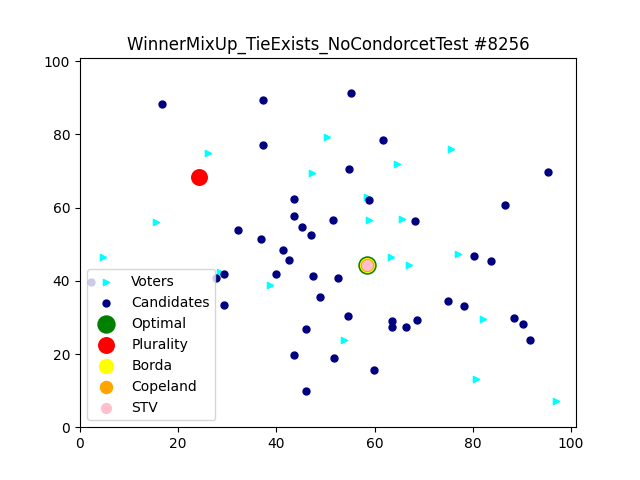 WinnerMixUp_TieExists_NoCondorcetTest #8256
100
80
60
40
20
0
Voters
Candidates
Optimal
Plurality
Borda
Copeland
STV
0 20 40 60 80 100